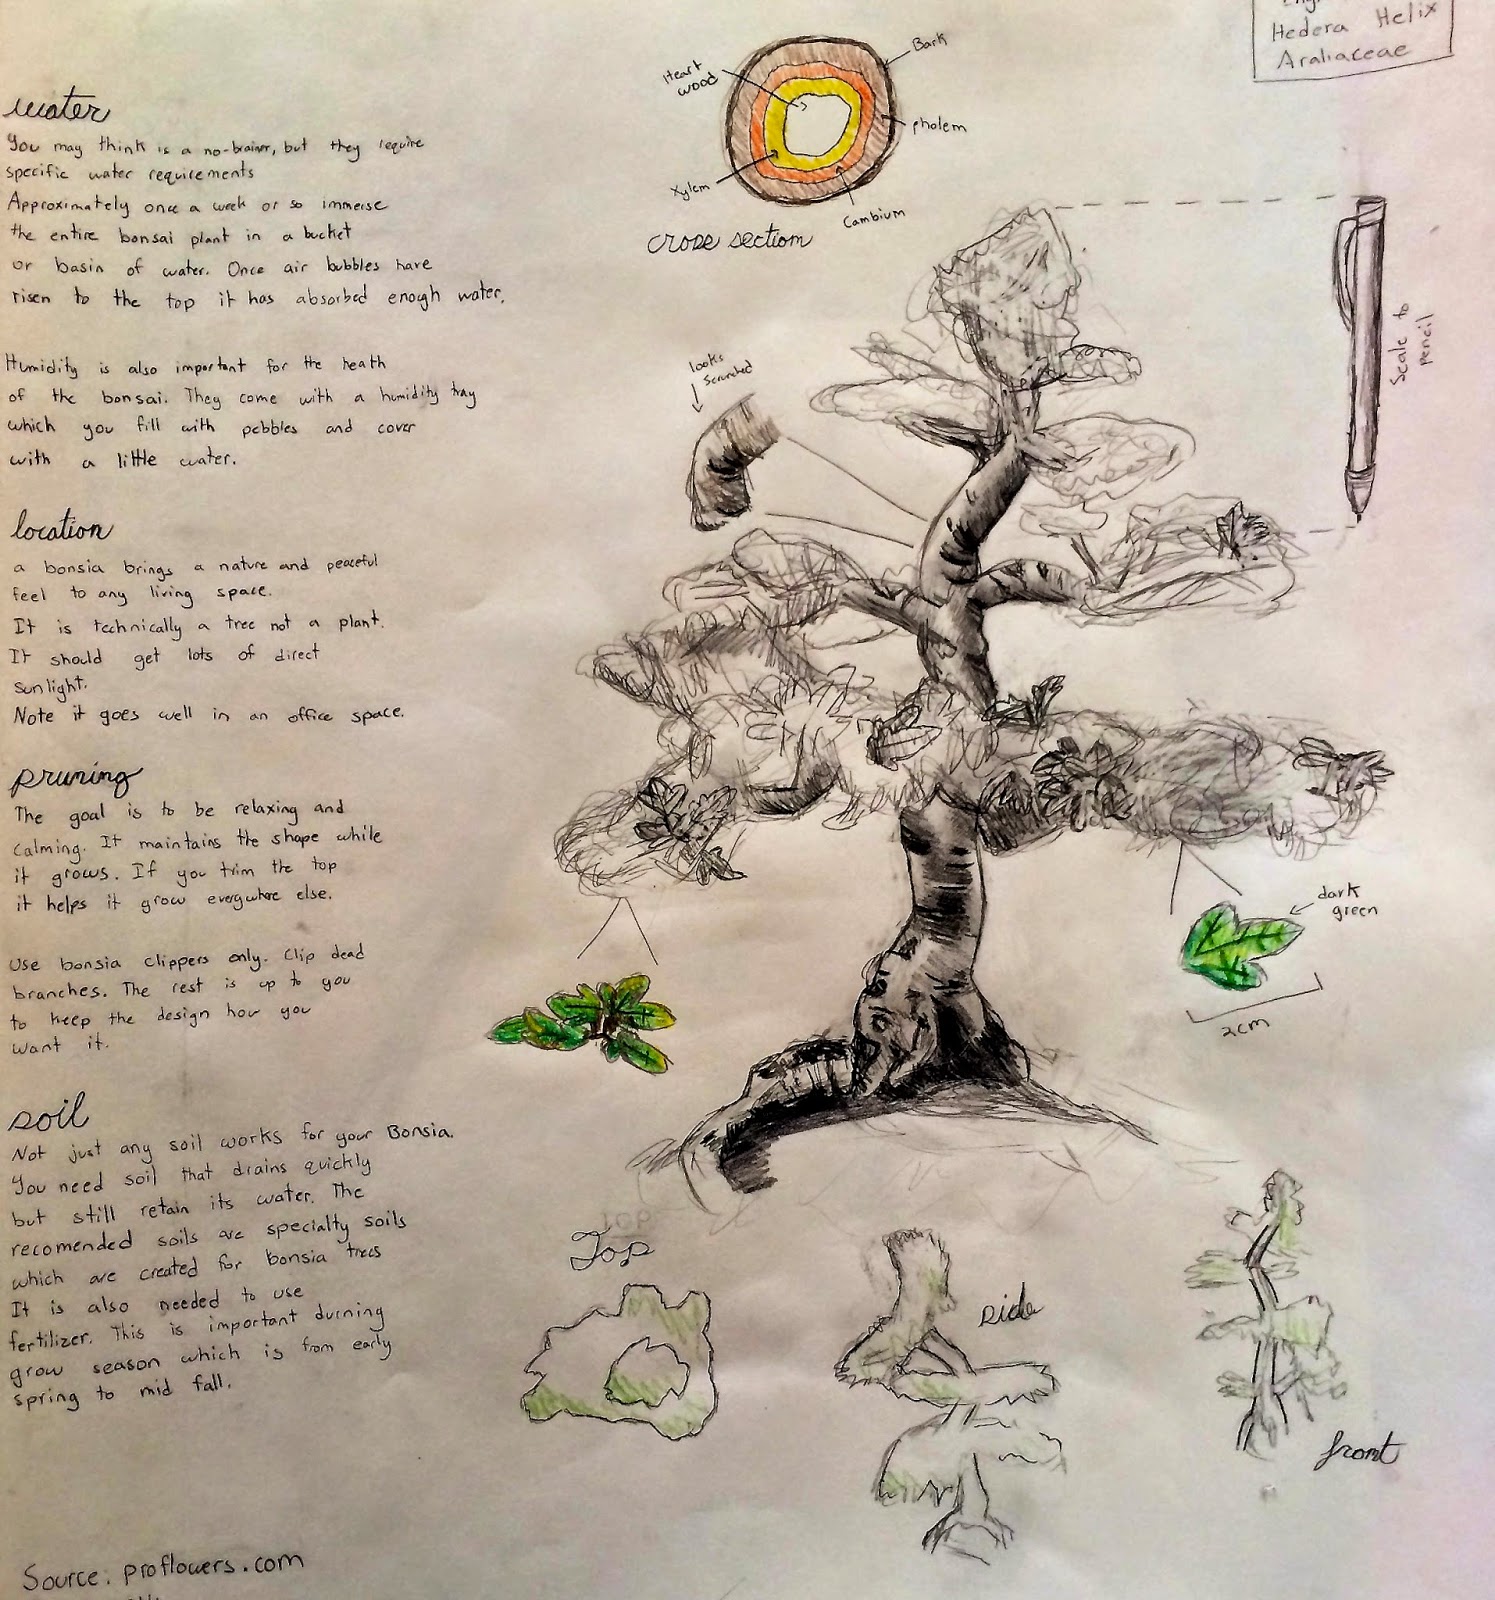 Hedera Helix
Araliaceae
water
You may think is a no-brainer, but they require
specific water requirements
Approximately once a week or so immerse
the entire bonsai plant in a bucket
or basin of water. Once air bubbles have
risen to the top it has absorbed enough water.
Humidity is also important for the heath
of the bonsai. They come with a humidity tray
which you fill with pebbles and cover
with a little water.
location
a bonsia brings a nature and peaceful
feel to any living space.
It is technically a tree not a plant.
It should get lots of direct
sunlight.
Note it goes well in an office space.
pruning
The goal is to be relaxing and
calming. It maintains the shape while
it grows. If you trim the top
it helps it grow everywhere else.
Use bonsia clippers only. Clip dead
branches. The rest is up to you
to keep the design how you
want it.
soil
Not just any soil works for your Bonsia.
You need soil that drains quickly
but still retain its water. The
recomended soils are specialty soils
which are created for bonsia trees
It is also needed to use
fertilizer. This is important durning
grow season which is from early
spring to mid fall.
Source: proflowers.com
Heart
wood
Bark
pholem
Xylem
Cambium
cross section
looks
scrunched
Scale to
pencil
dark
green
2cm
Top
Top
side
front